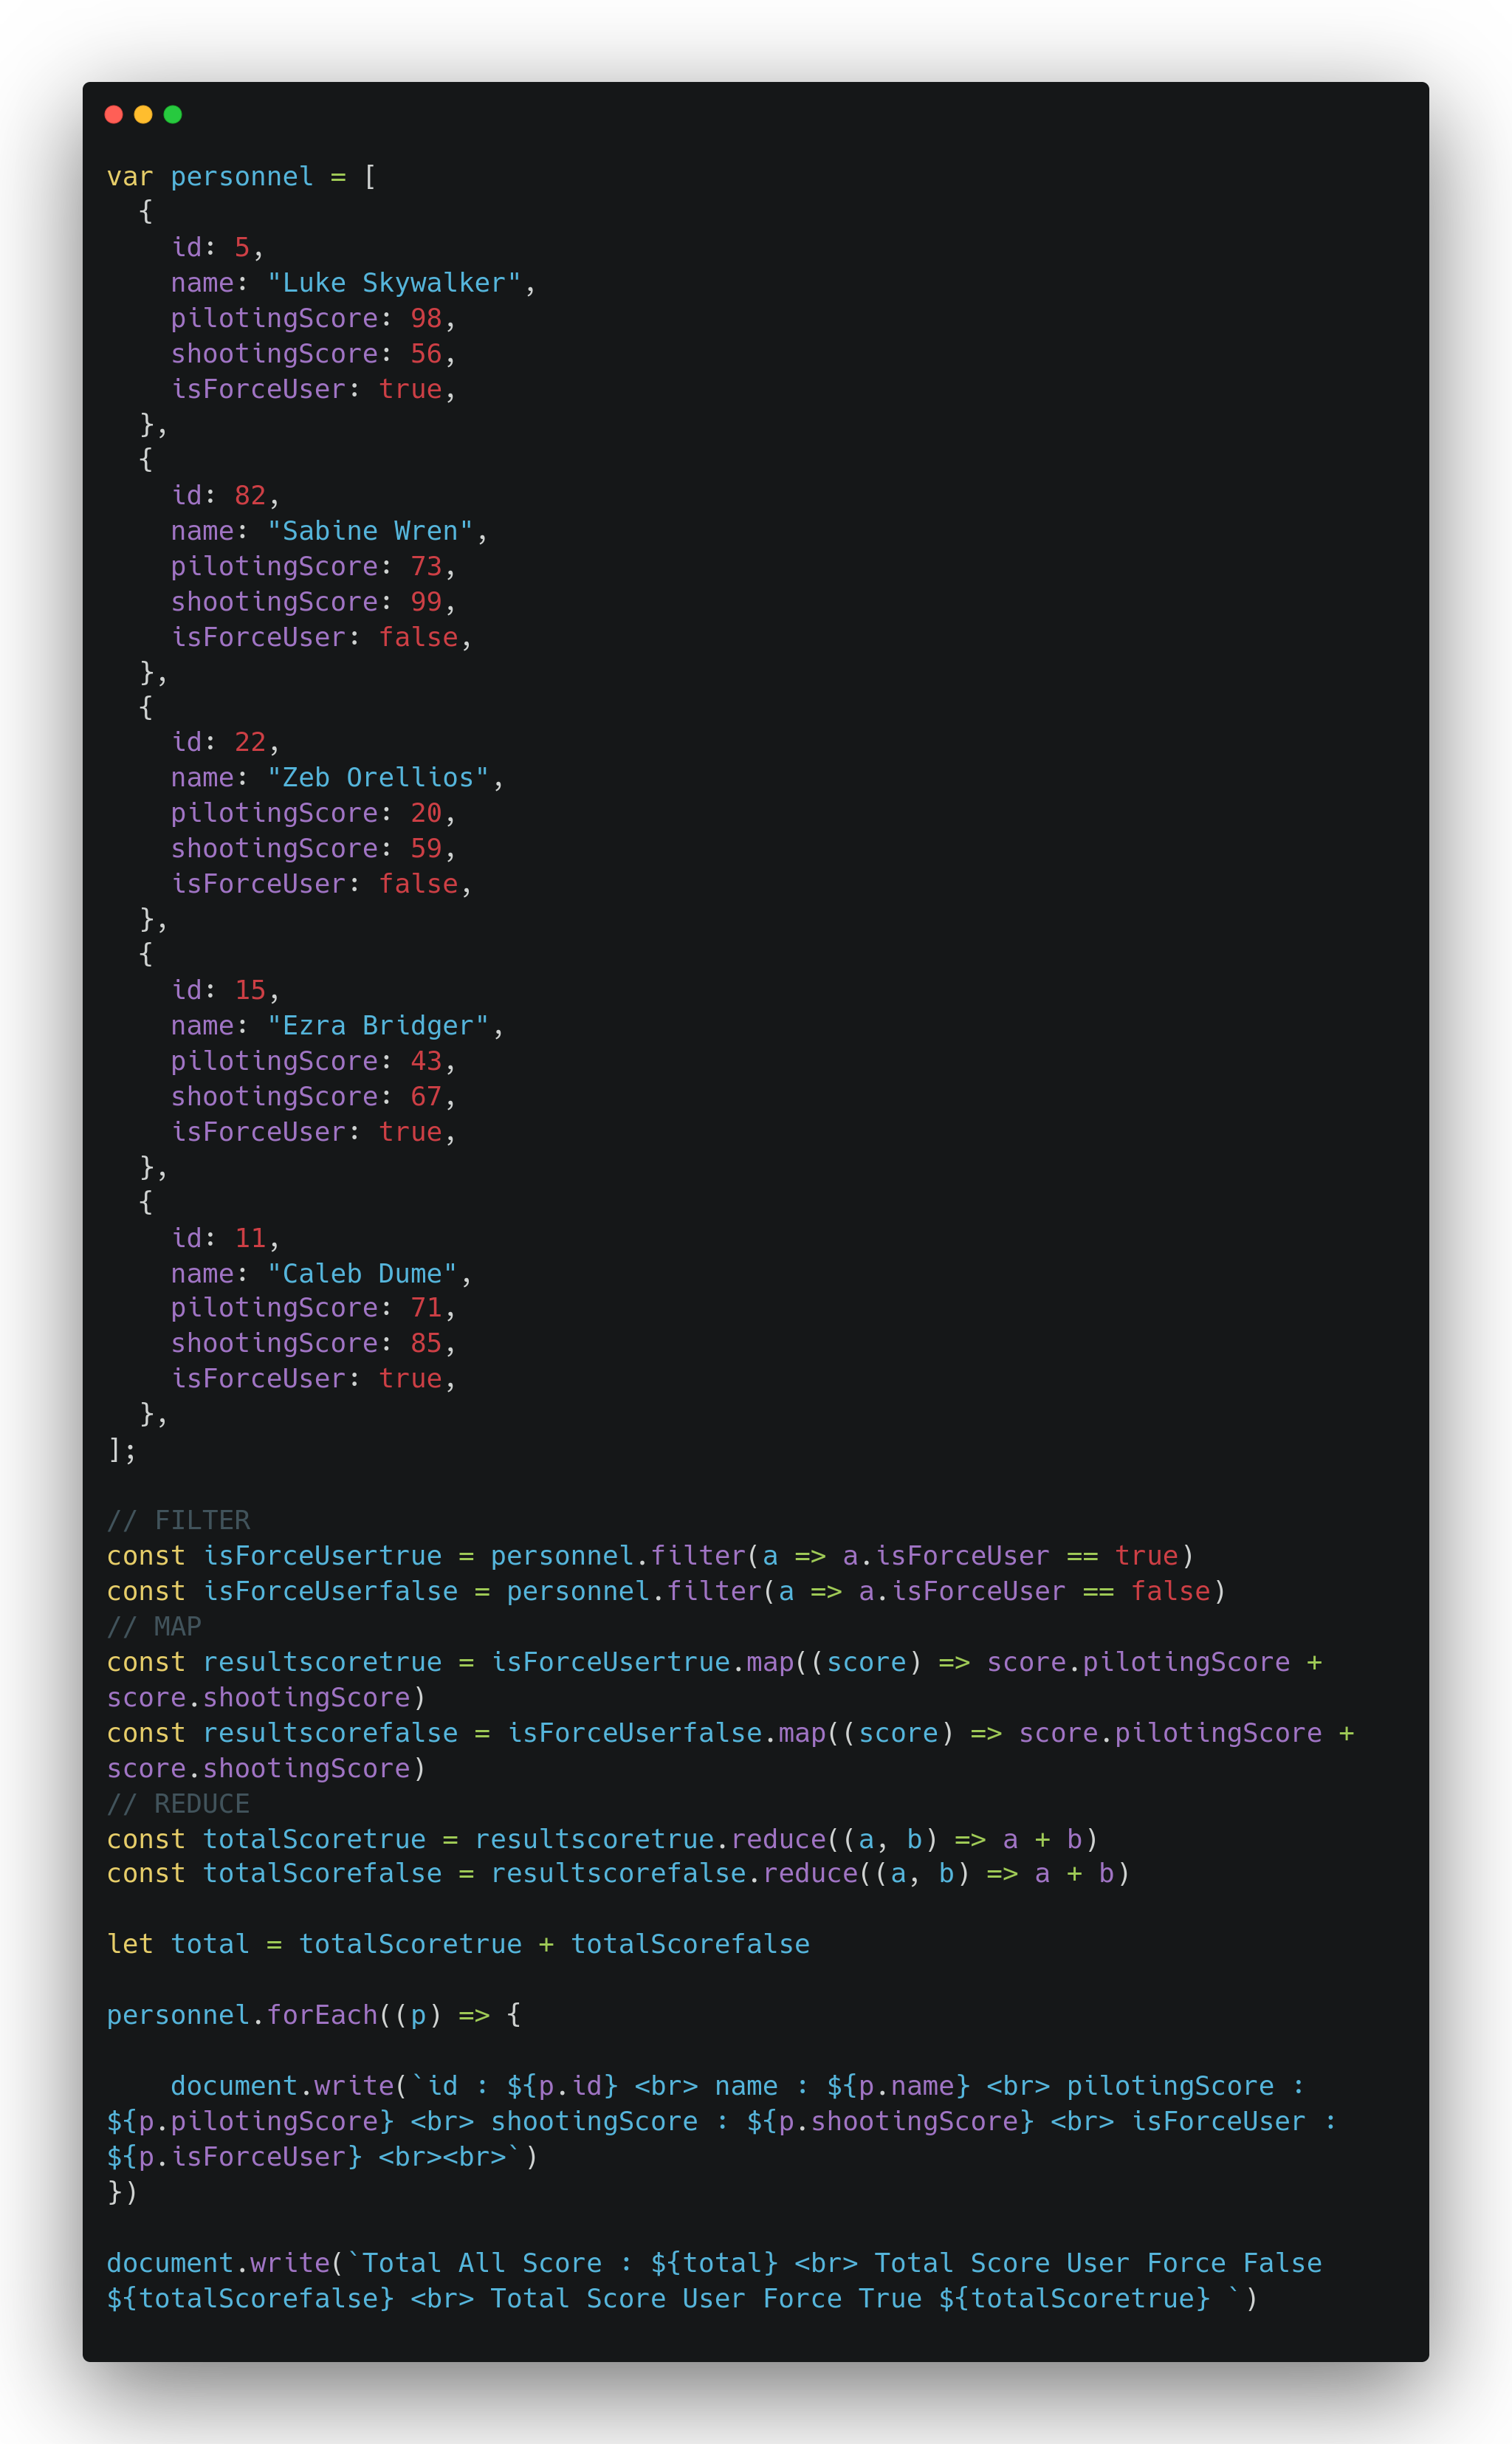 var personnel = [
  {
    id: 5,
    name: "Luke Skywalker",
    pilotingScore: 98,
    shootingScore: 56,
    isForceUser: true,
  },
  {
    id: 82,
    name: "Sabine Wren",
    pilotingScore: 73,
    shootingScore: 99,
    isForceUser: false,
  },
  {
    id: 22,
    name: "Zeb Orellios",
    pilotingScore: 20,
    shootingScore: 59,
    isForceUser: false,
  },
  {
    id: 15,
    name: "Ezra Bridger",
    pilotingScore: 43,
    shootingScore: 67,
    isForceUser: true,
  },
  {
    id: 11,
    name: "Caleb Dume",
    pilotingScore: 71,
    shootingScore: 85,
    isForceUser: true,
  },
];

// FILTER
const isForceUsertrue = personnel.filter(a => a.isForceUser == true)
const isForceUserfalse = personnel.filter(a => a.isForceUser == false)
// MAP
const resultscoretrue = isForceUsertrue.map((score) => score.pilotingScore +
score.shootingScore)
const resultscorefalse = isForceUserfalse.map((score) => score.pilotingScore +
score.shootingScore)
// REDUCE
const totalScoretrue = resultscoretrue.reduce((a, b) => a + b)
const totalScorefalse = resultscorefalse.reduce((a, b) => a + b)

let total = totalScoretrue + totalScorefalse

personnel.forEach((p) => {

    document.write(`id : ${p.id} <br> name : ${p.name} <br> pilotingScore :
${p.pilotingScore} <br> shootingScore : ${p.shootingScore} <br> isForceUser :
${p.isForceUser} <br><br>`)
})

document.write(`Total All Score : ${total} <br> Total Score User Force False
${totalScorefalse} <br> Total Score User Force True ${totalScoretrue} `)